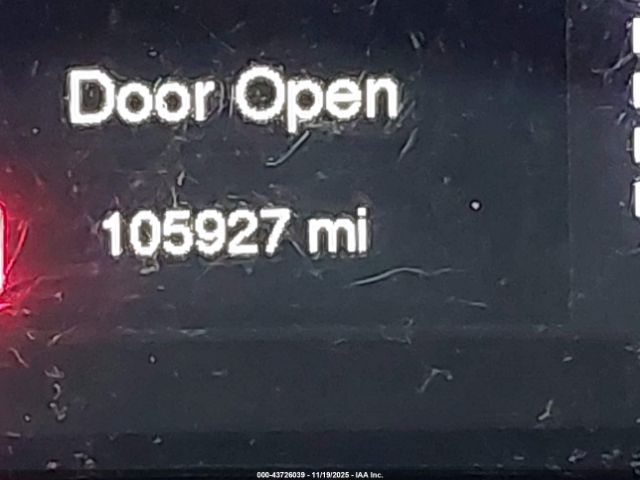 Door Open
105927 mi
000-43726039 - 11/19/2025 - IAA Inc.